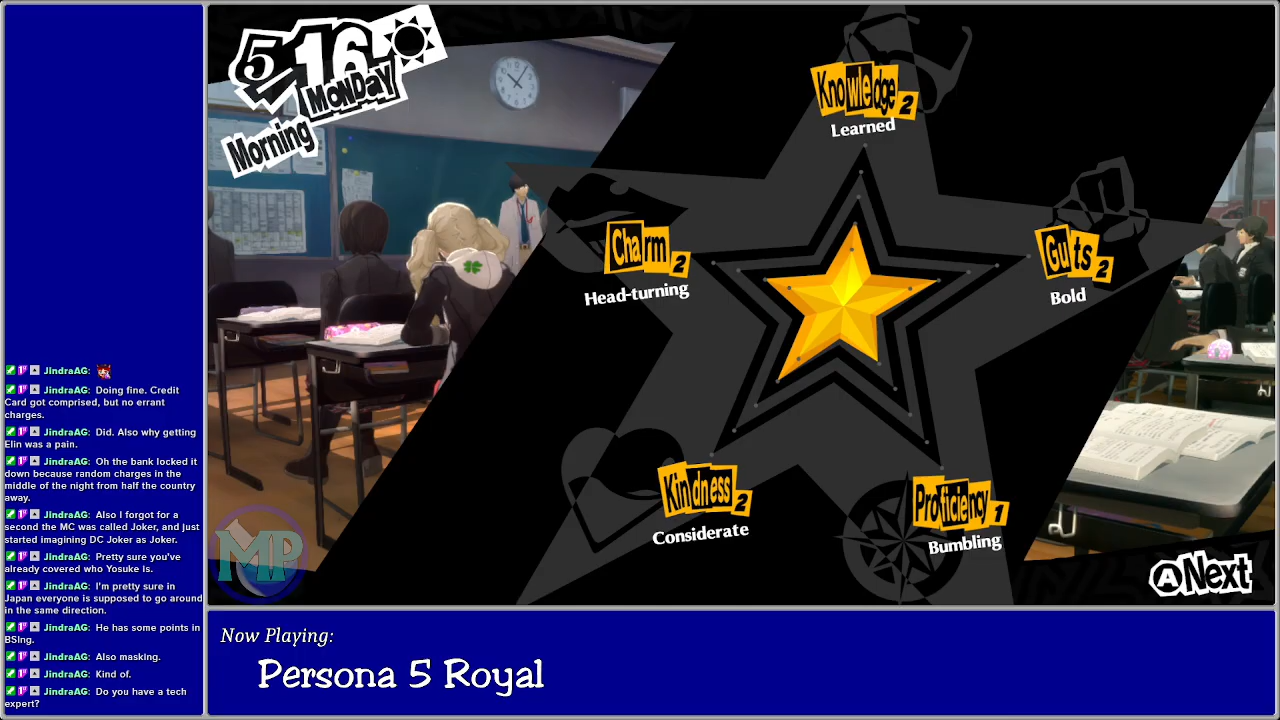 5/16
MONDAY
Morning
Knowledge 2
Learned
Charm 2
Head-turning
Guts 2
Bold
Kindness 2
Considerate
Proficiency 1
Bumbling
A Next
MP
JindraAG:
JindraAG: Doing fine. Credit
Card got comprised, but no errant
charges.
JindraAG: Did. Also why getting
Elin was a pain.
JindraAG: Oh the bank locked it
down because random charges in the
middle of the night from half the country
away.
JindraAG: Also I forgot for a
second the MC was called Joker, and just
started imagining DC Joker as Joker.
JindraAG: Pretty sure you've
already covered who Yosuke is.
JindraAG: I'm pretty sure in
Japan everyone is supposed to go around
in the same direction.
JindraAG: He has some points in
BSIng.
JindraAG: Also masking.
JindraAG: Kind of.
JindraAG: Do you have a tech
expert?
Now Playing:
Persona 5 Royal